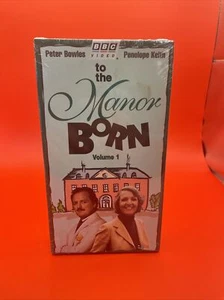 Peter Bowles BBC Penelope Keith
VIDEO
to
the
Manor
BORN
Volume 1